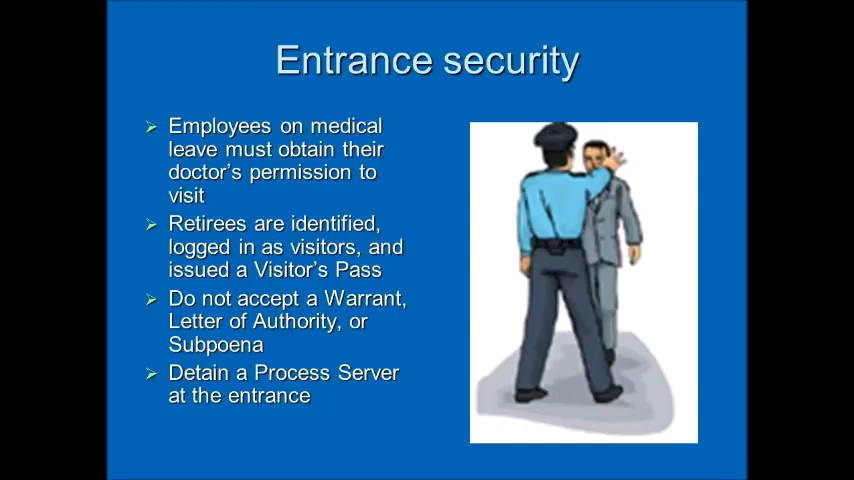 Entrance security
Employees on medical
leave must obtain their
doctor's permission to
visit
Retirees are identified,
logged in as visitors, and
issued a Visitor's Pass
Do not accept a Warrant,
Letter of Authority, or
Subpoena
Detain a Process Server
at the entrance